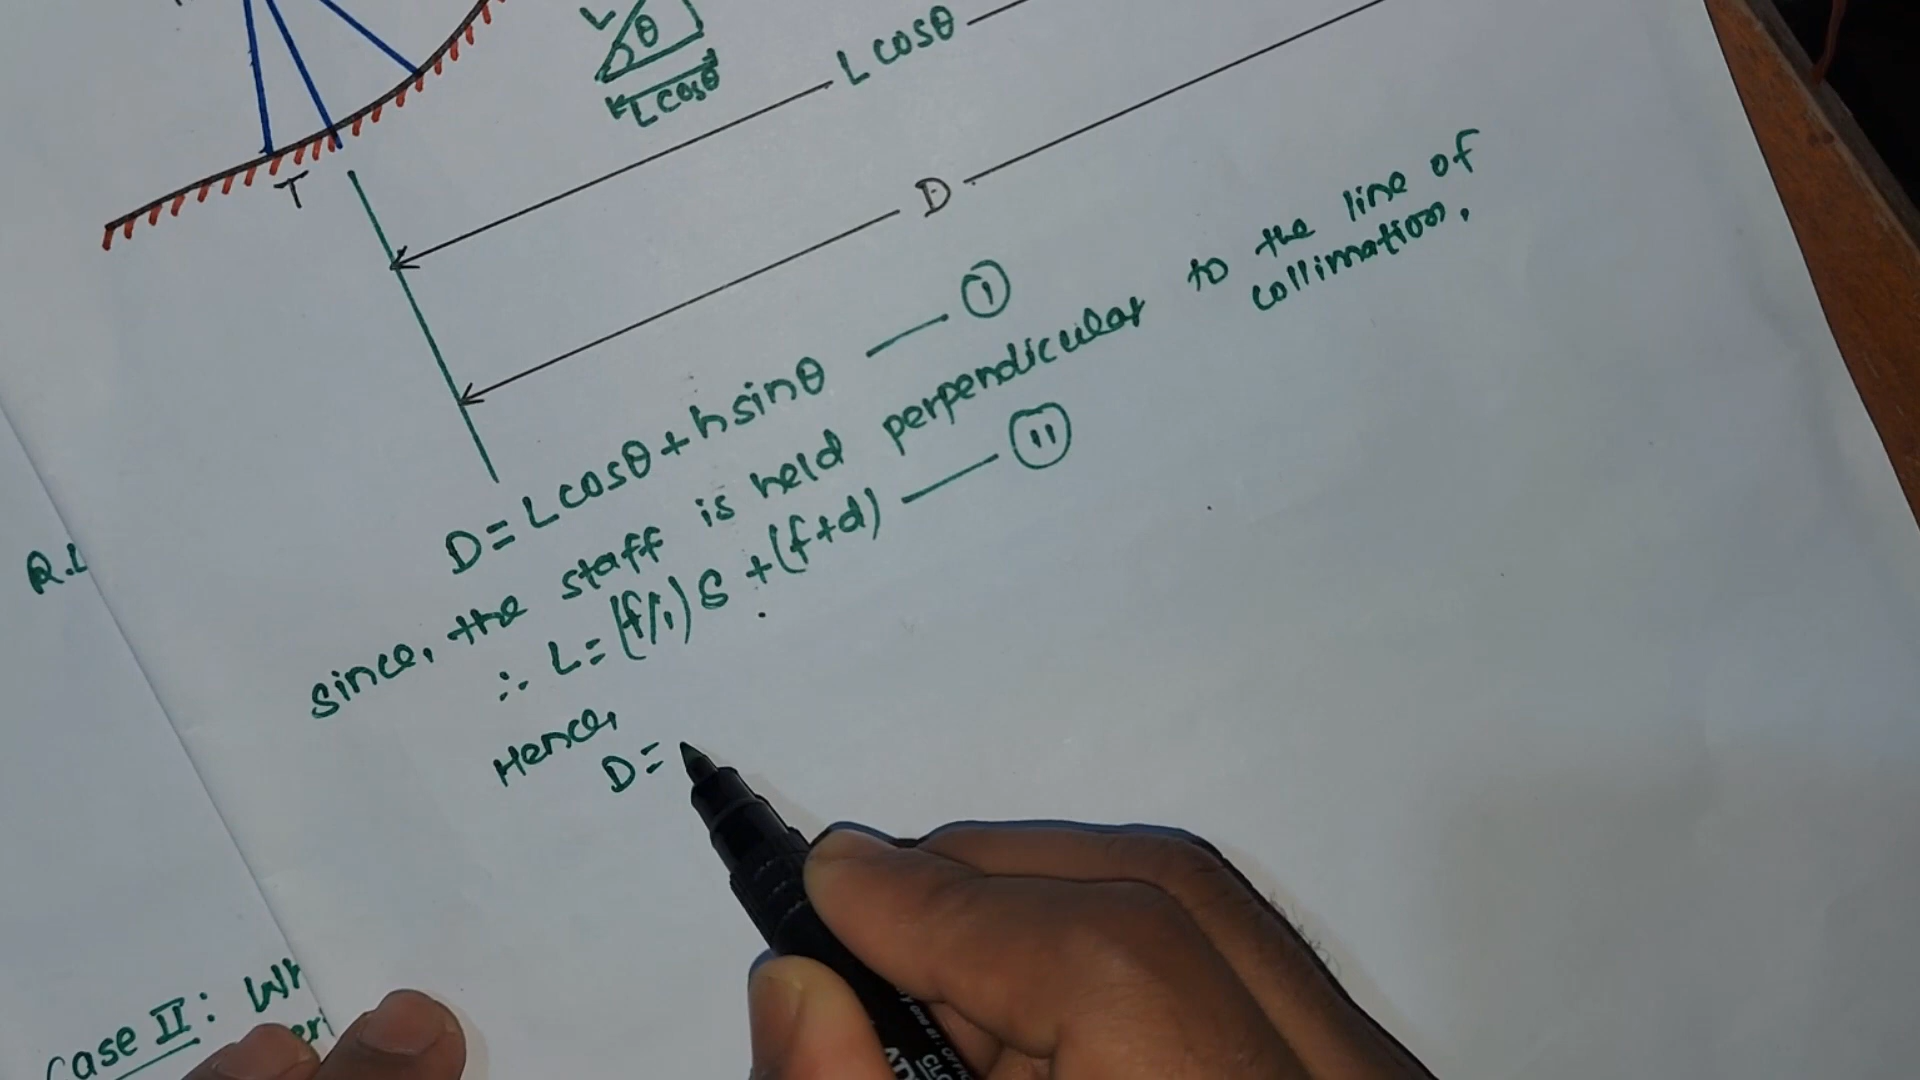 L
θ
L cosθ
L cosθ
D
T
D = L cosθ + h sinθ — I
since, the staff is held perpendicular to the line of
collimation.
∴ L = (f/i) S + (f+d) — II
Hence,
D =
R.L
Case II : Wh